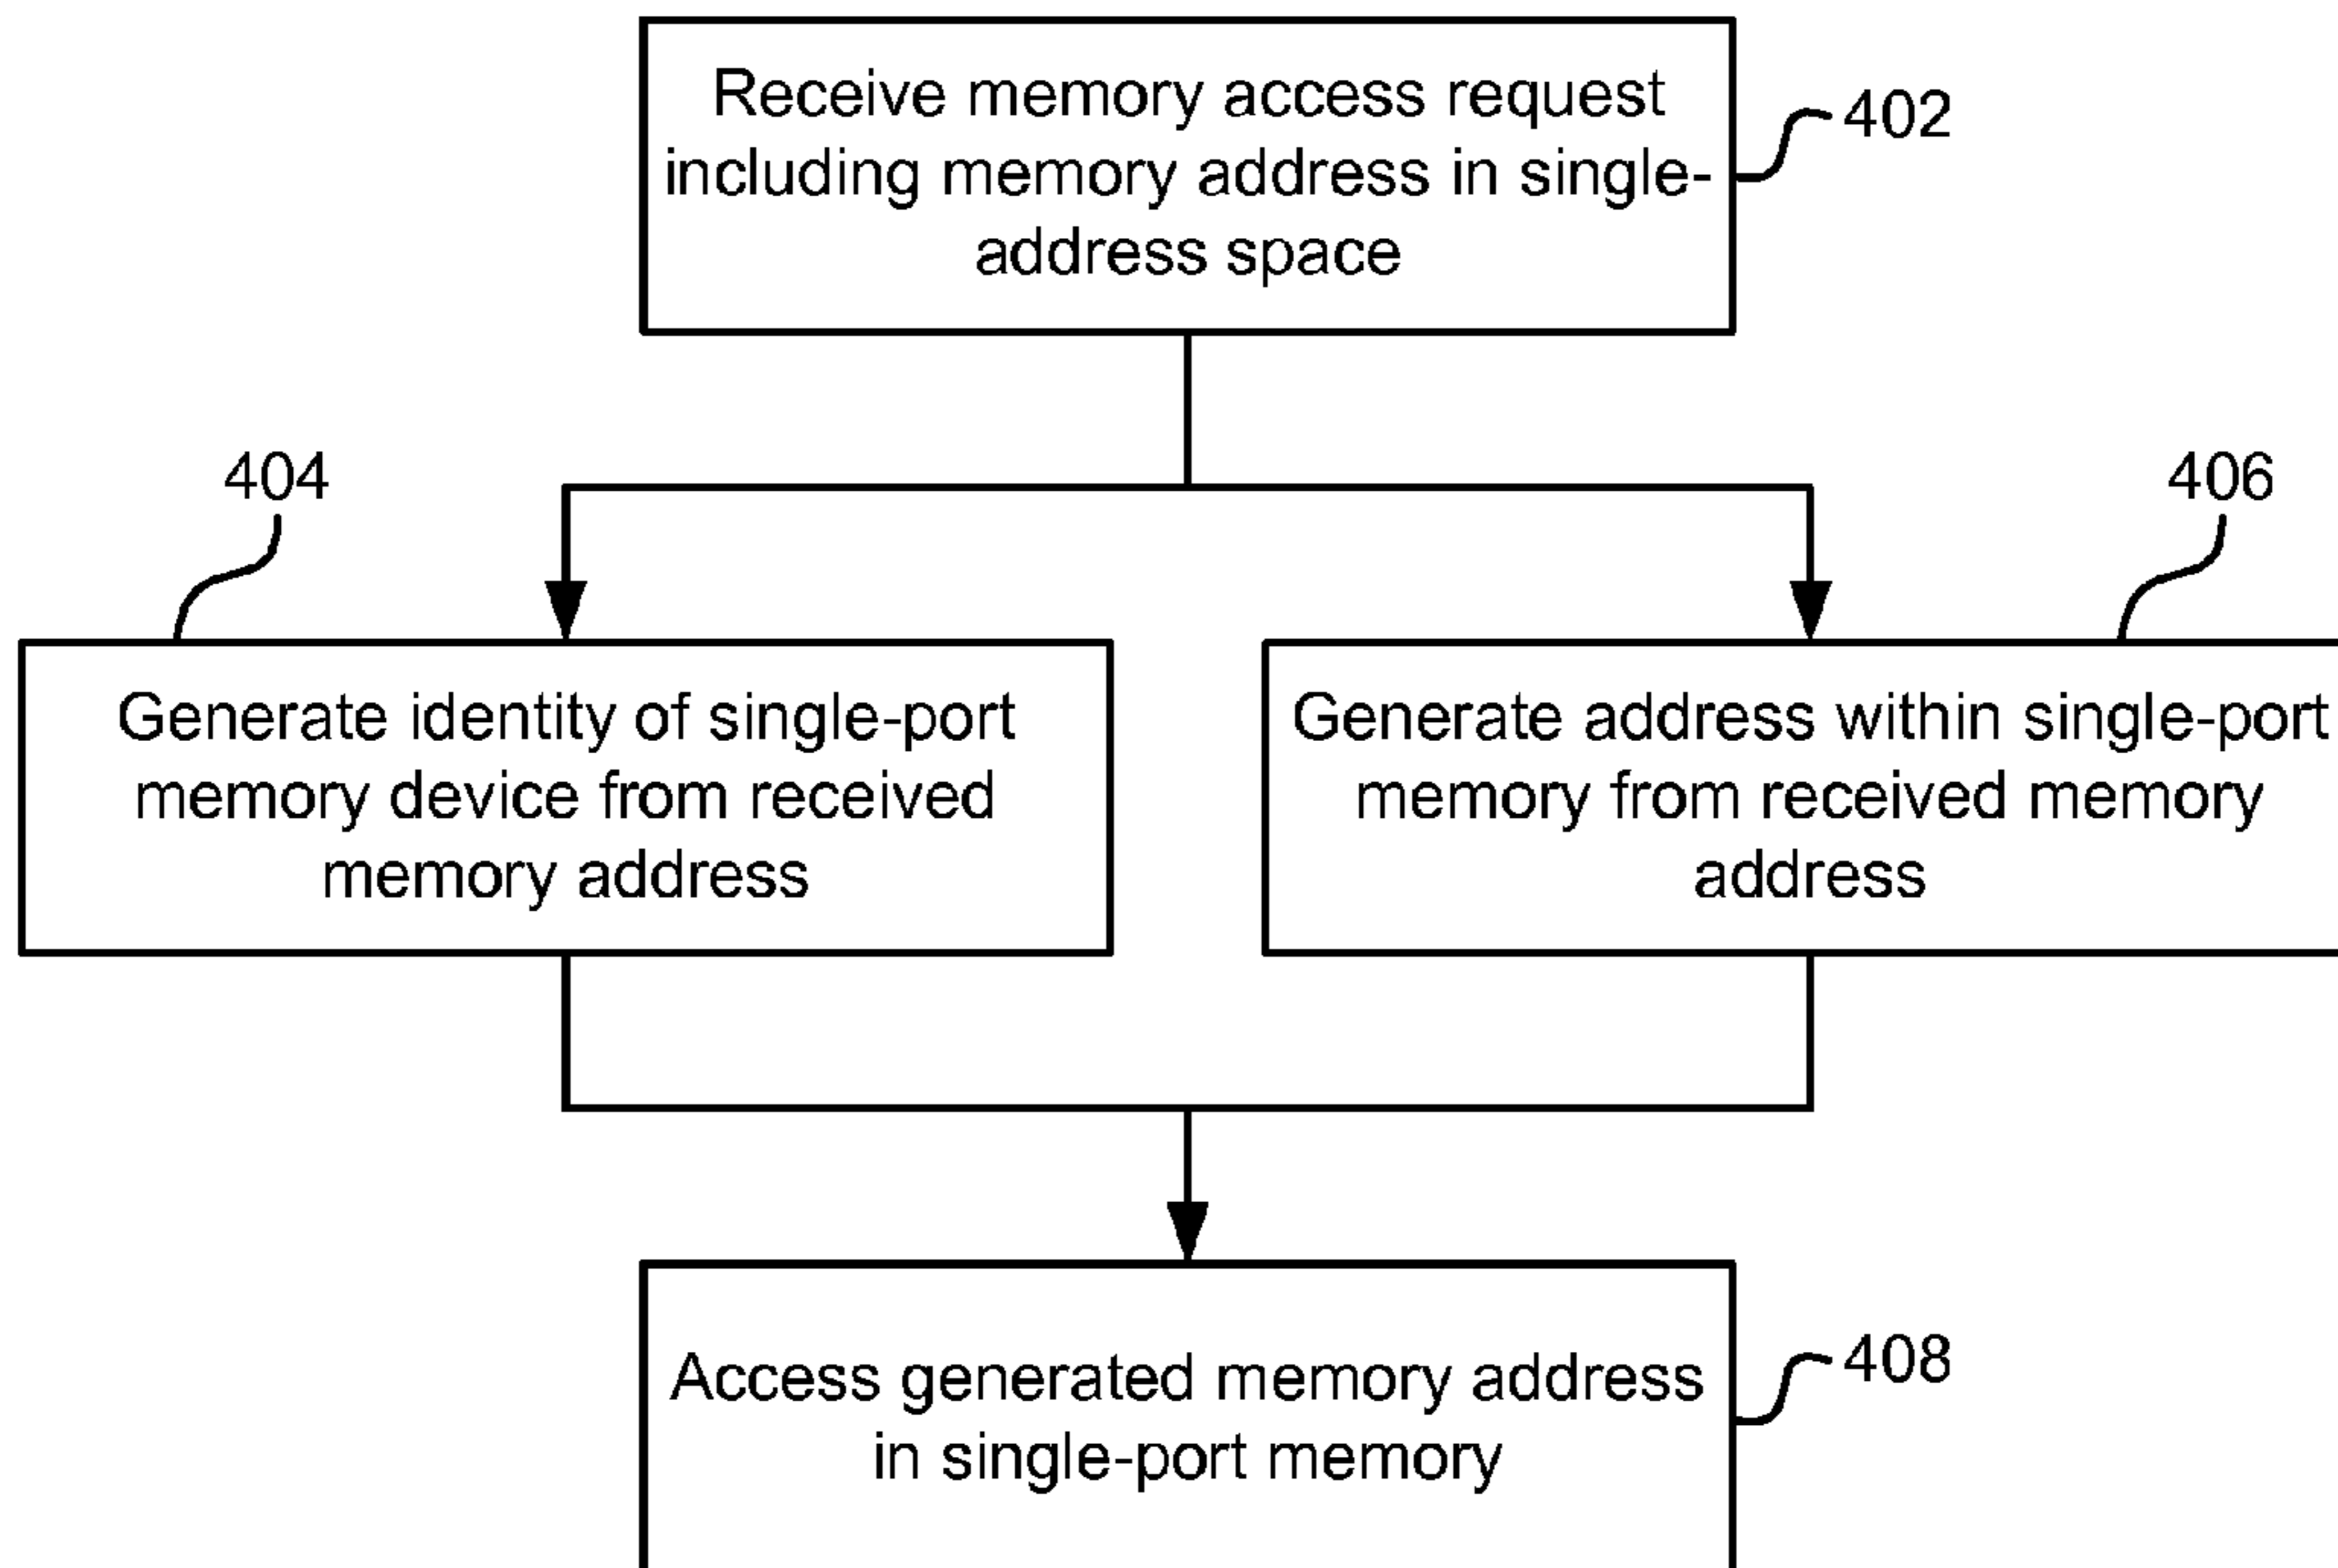 Receive memory access request
including memory address in single-
address space
402
404
406
Generate identity of single-port
memory device from received
memory address
Generate address within single-port
memory from received memory
address
Access generated memory address
in single-port memory
408